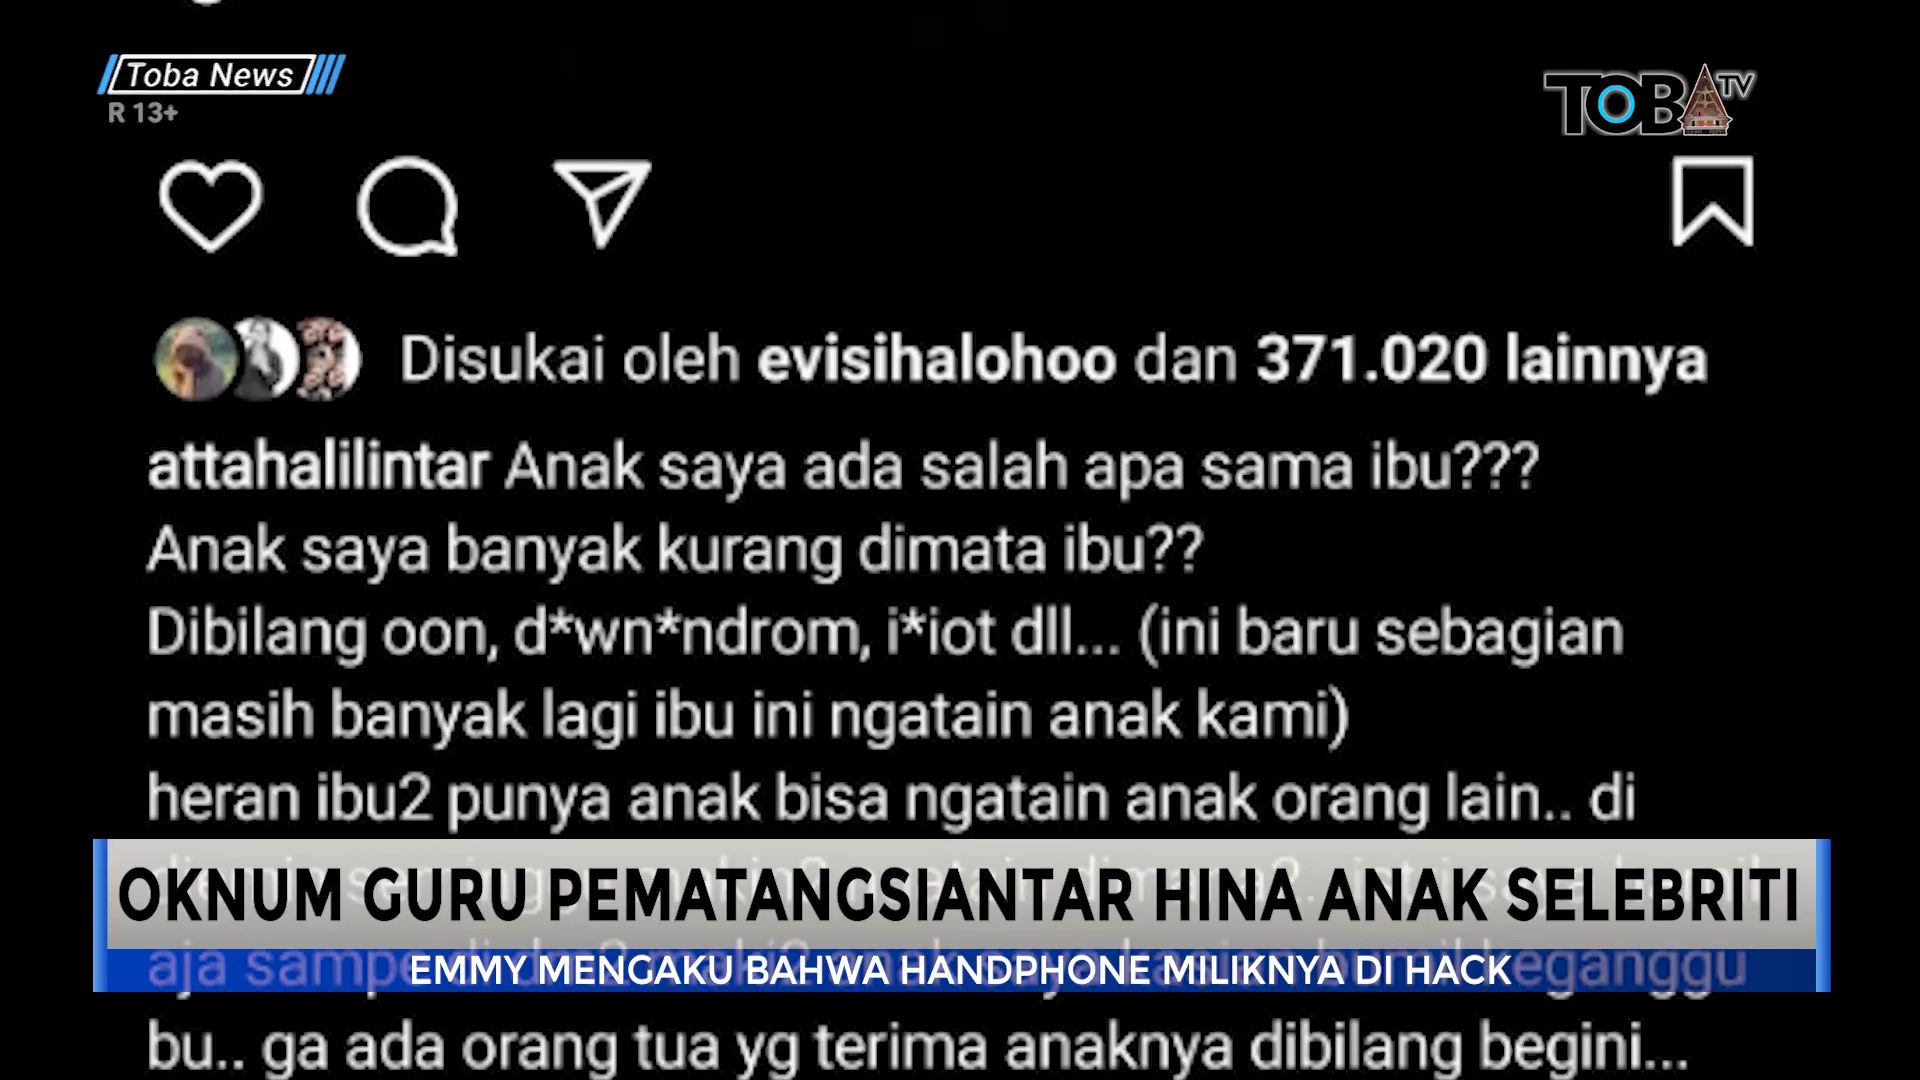 Toba News
R 13+
TOBA TV
Disukai oleh evisihalohoo dan 371.020 lainnya
attahalilintar Anak saya ada salah apa sama ibu???
Anak saya banyak kurang dimata ibu??
Dibilang oon, d*wn*ndrom, i*iot dll... (ini baru sebagian
masih banyak lagi ibu ini ngatain anak kami)
heran ibu2 punya anak bisa ngatain anak orang lain.. di
OKNUM GURU PEMATANGSIANTAR HINA ANAK SELEBRITI
aja
EMMY MENGAKU BAHWA HANDPHONE MILIKNYA DI HACK
bu.. ga ada orang tua yg terima anaknya dibilang begini...